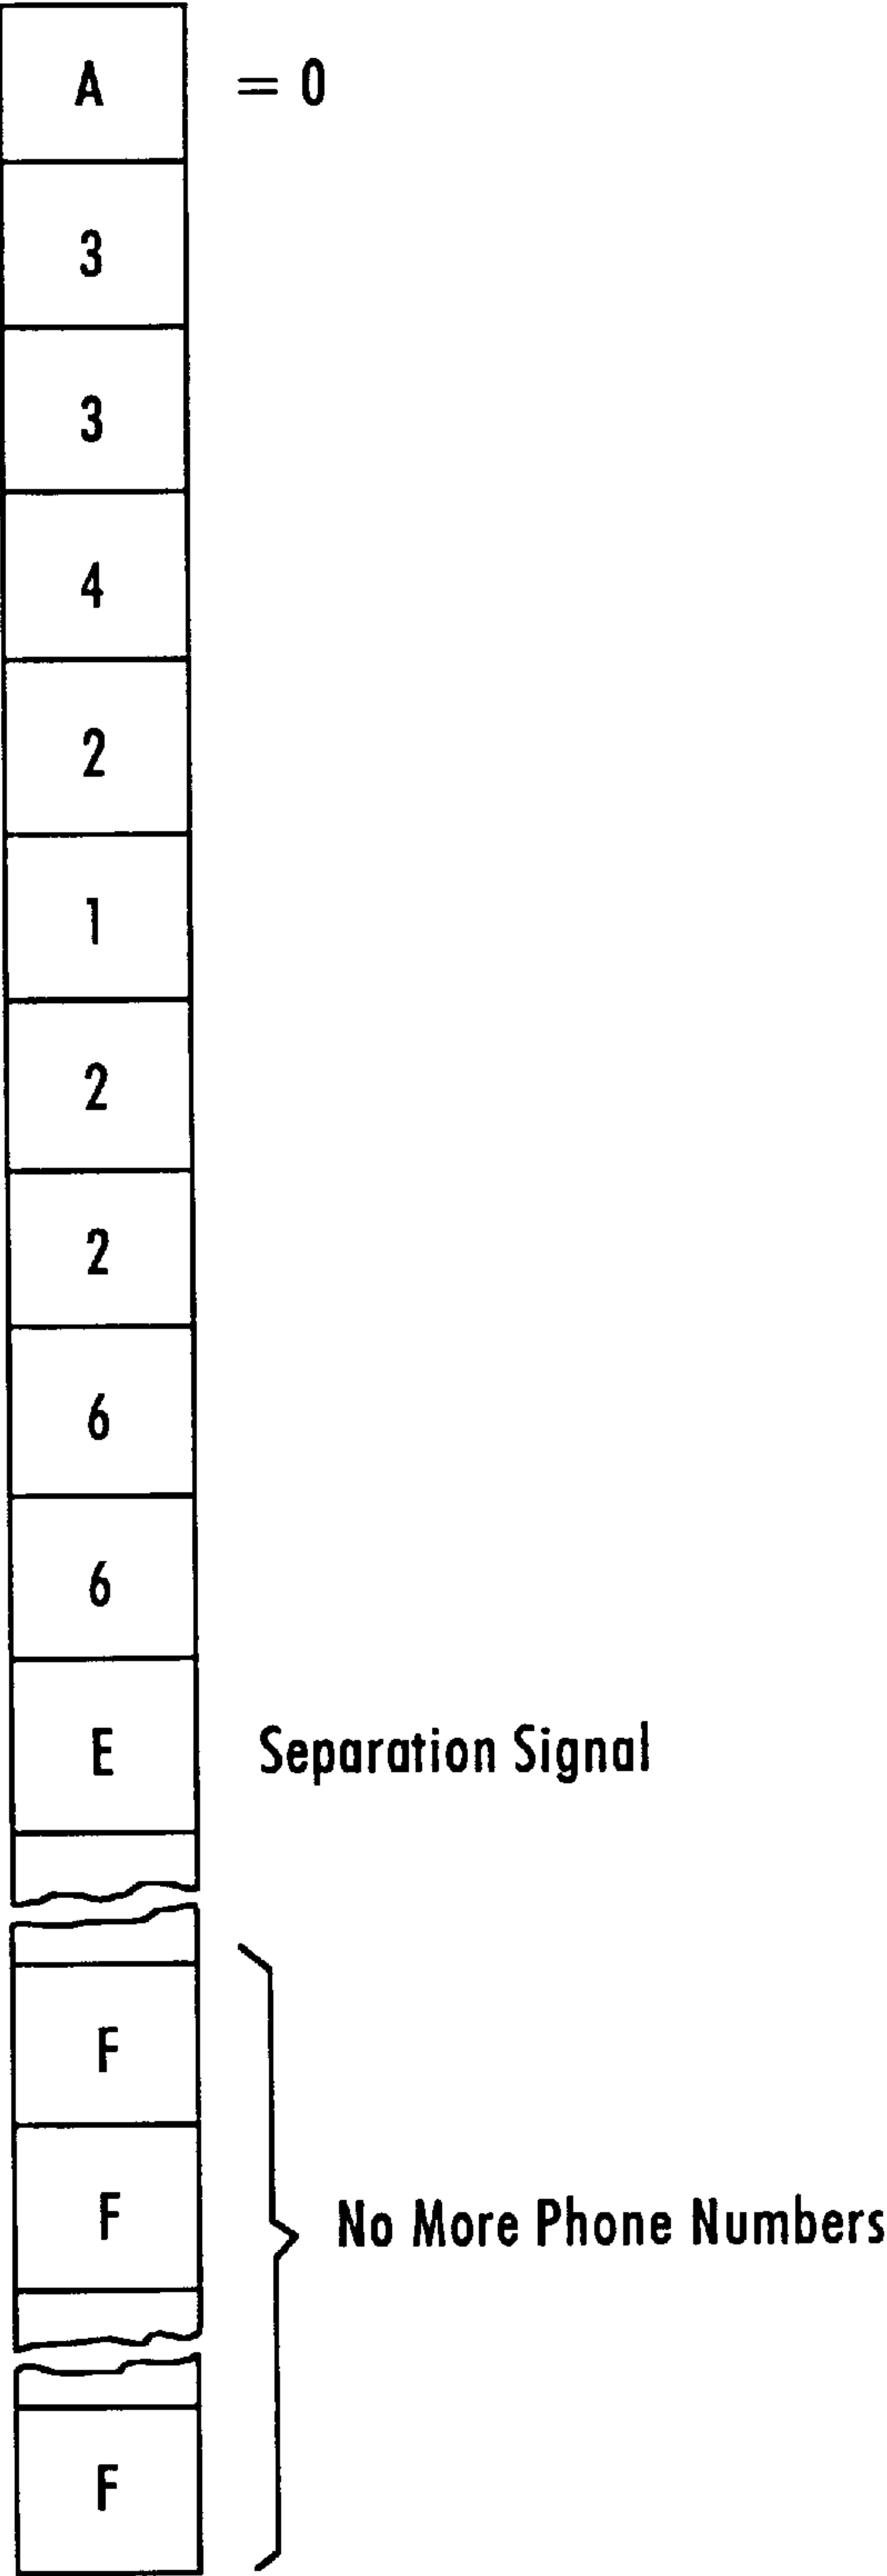 A = 0
3
3
4
2
1
2
2
6
6
E Separation Signal
F
F No More Phone Numbers
F